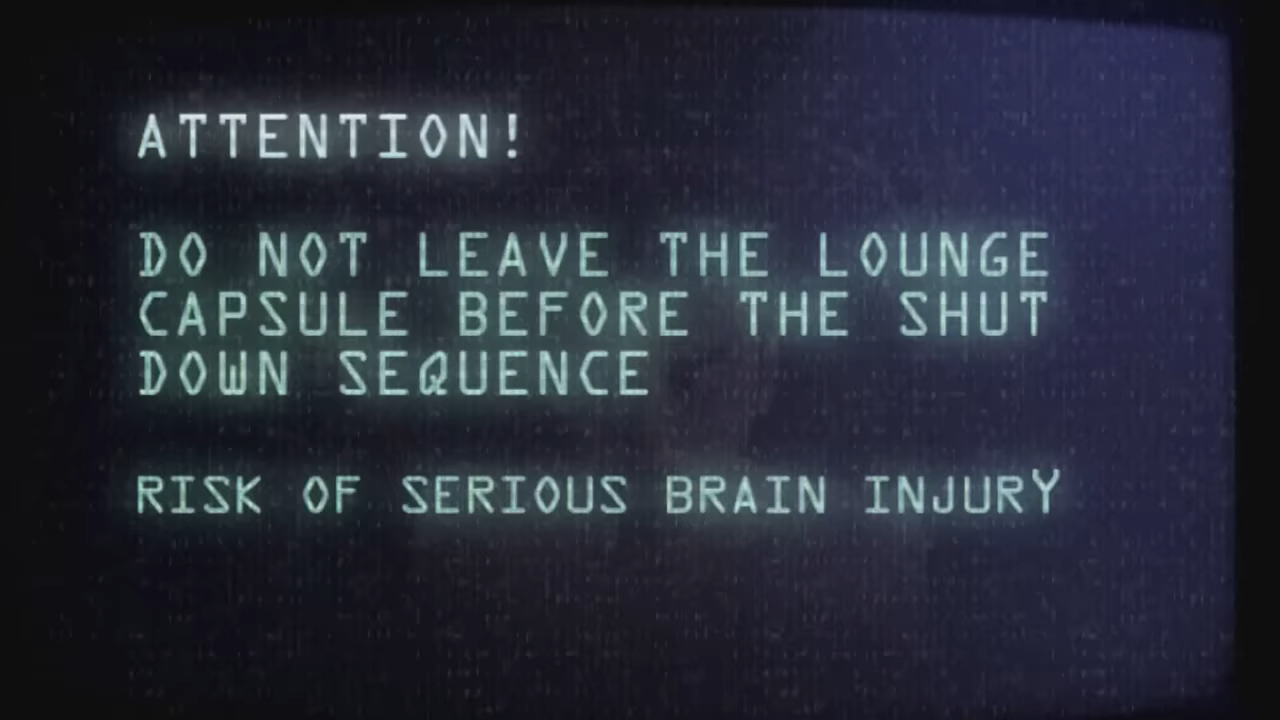 ATTENTION!
DO NOT LEAVE THE LOUNGE
CAPSULE BEFORE THE SHUT
DOWN SEQUENCE
RISK OF SERIOUS BRAIN INJURY